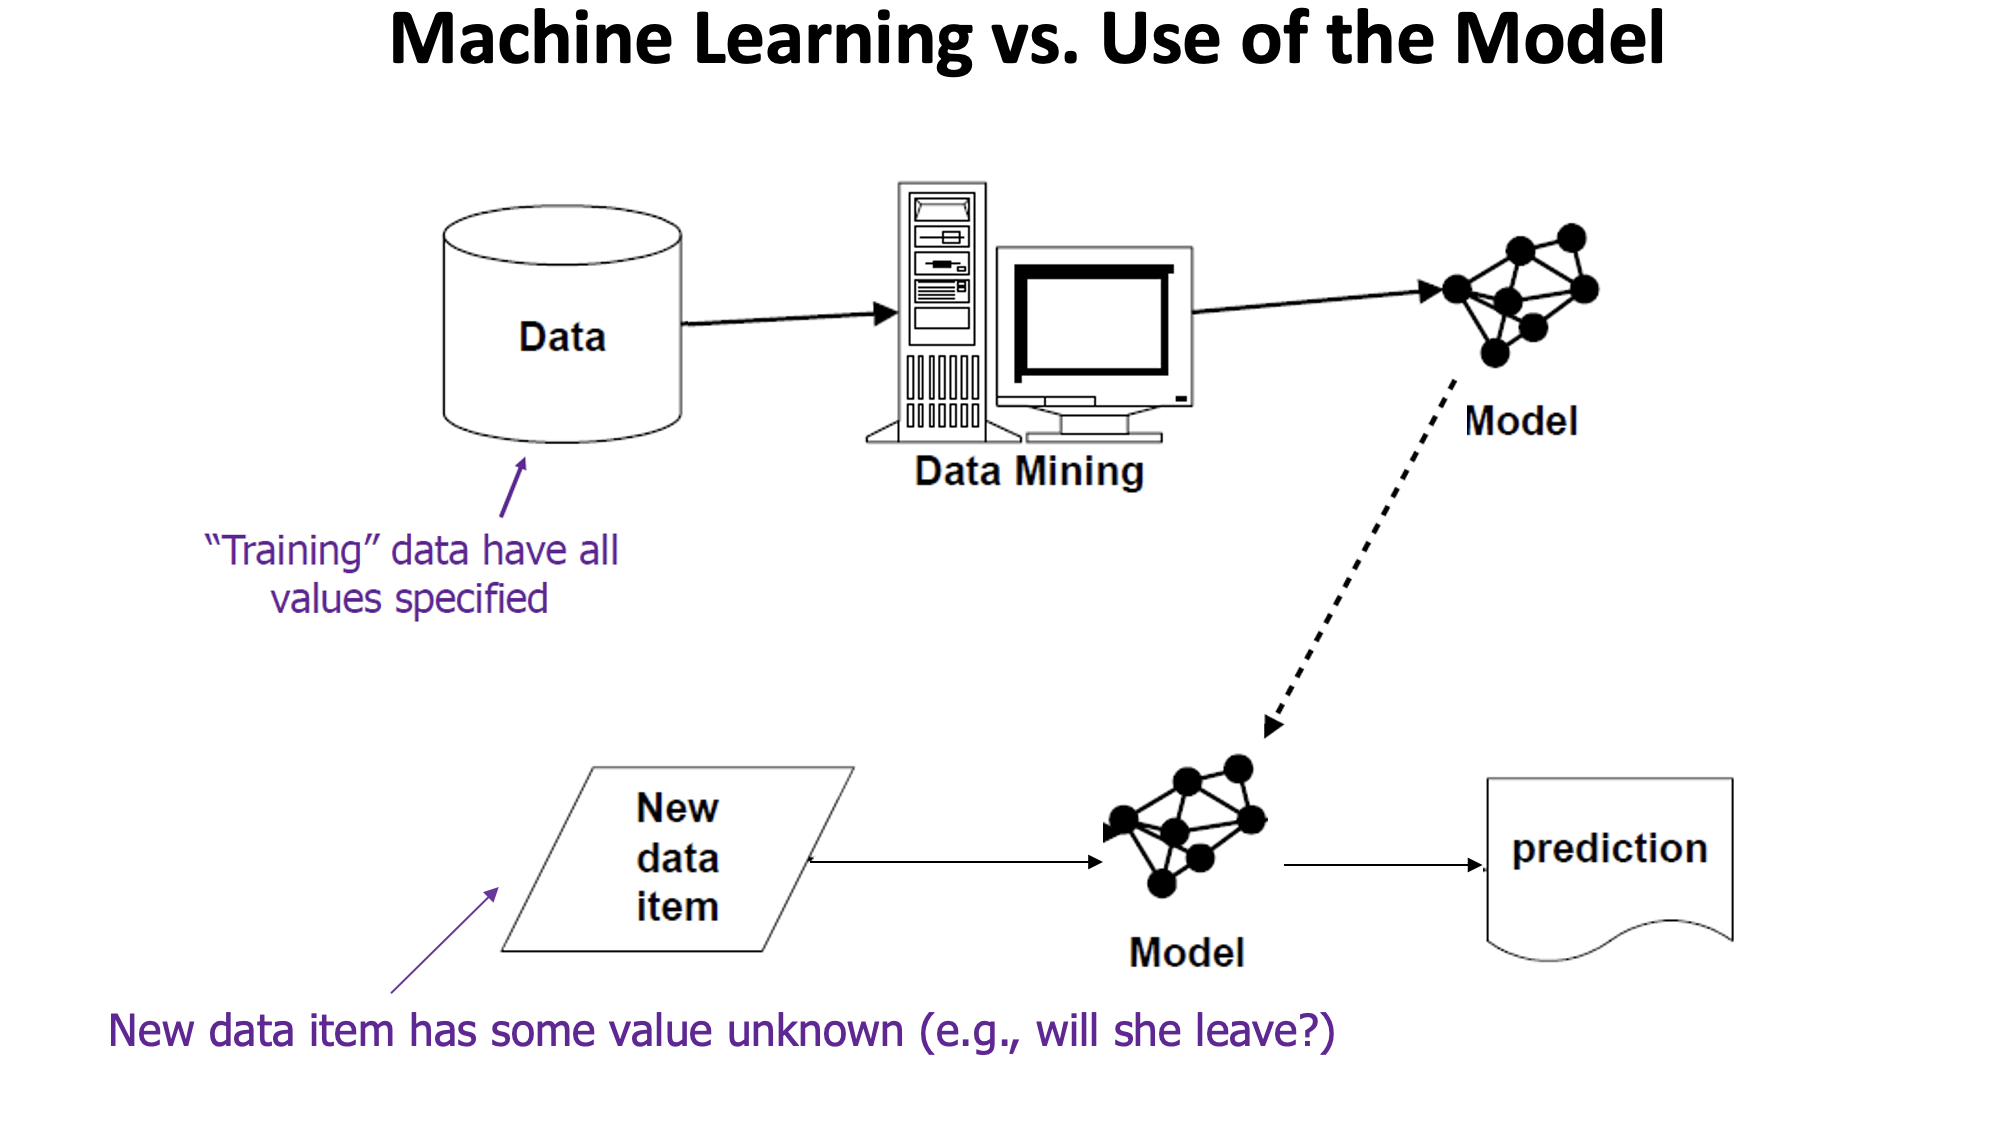 Machine Learning vs. Use of the Model
Data
Data Mining
Model
“Training” data have all
values specified
New
data
item
Model
prediction
New data item has some value unknown (e.g., will she leave?)